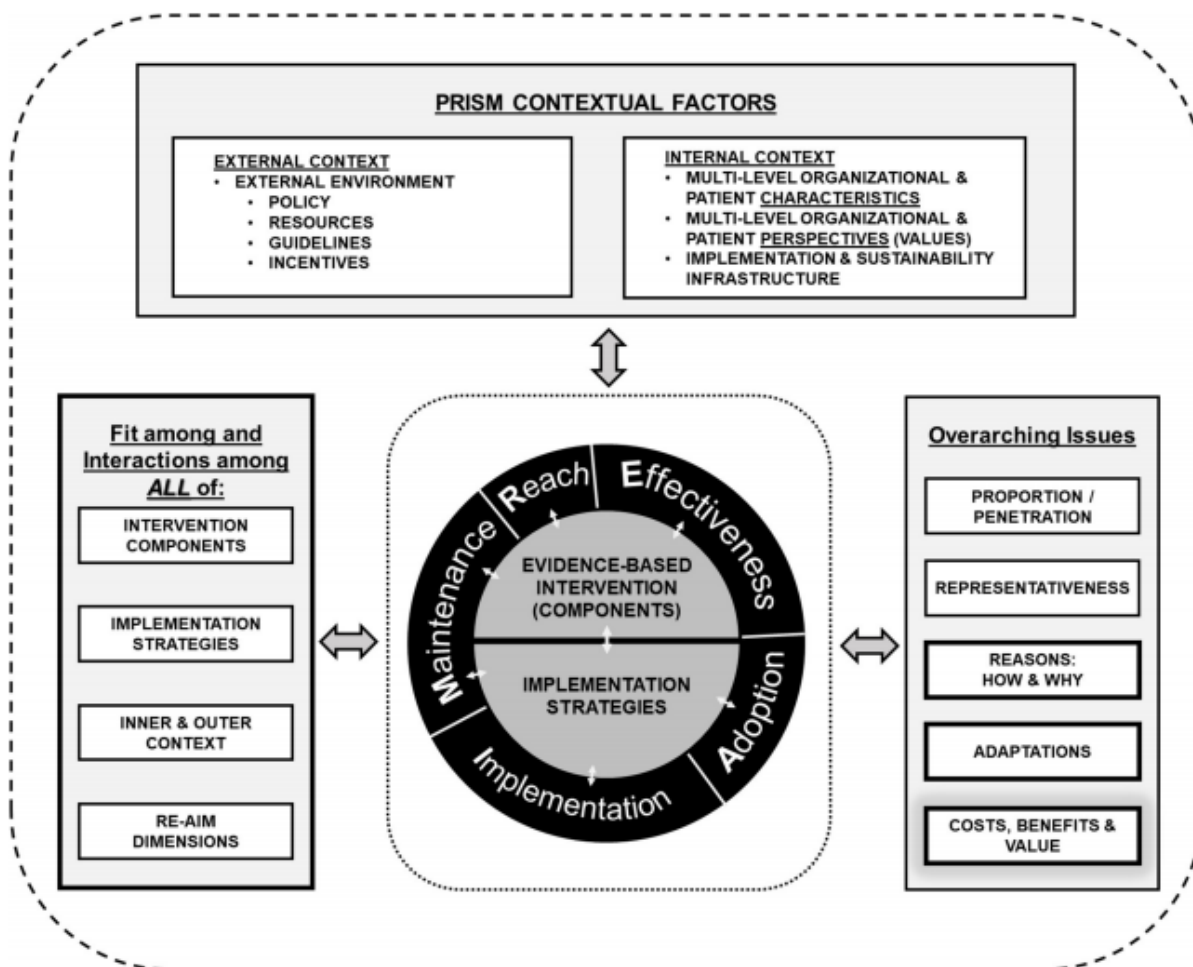 PRISM CONTEXTUAL FACTORS
EXTERNAL CONTEXT
• EXTERNAL ENVIRONMENT
• POLICY
• RESOURCES
• GUIDELINES
• INCENTIVES
INTERNAL CONTEXT
• MULTI-LEVEL ORGANIZATIONAL &
PATIENT CHARACTERISTICS
• MULTI-LEVEL ORGANIZATIONAL &
PATIENT PERSPECTIVES (VALUES)
• IMPLEMENTATION & SUSTAINABILITY
INFRASTRUCTURE
Fit among and
Interactions among
ALL of:
INTERVENTION
COMPONENTS
IMPLEMENTATION
STRATEGIES
INNER & OUTER
CONTEXT
RE-AIM
DIMENSIONS
Reach
Effectiveness
Adoption
Implementation
Maintenance
EVIDENCE-BASED
INTERVENTION
(COMPONENTS)
IMPLEMENTATION
STRATEGIES
Overarching Issues
PROPORTION /
PENETRATION
REPRESENTATIVENESS
REASONS:
HOW & WHY
ADAPTATIONS
COSTS, BENEFITS &
VALUE